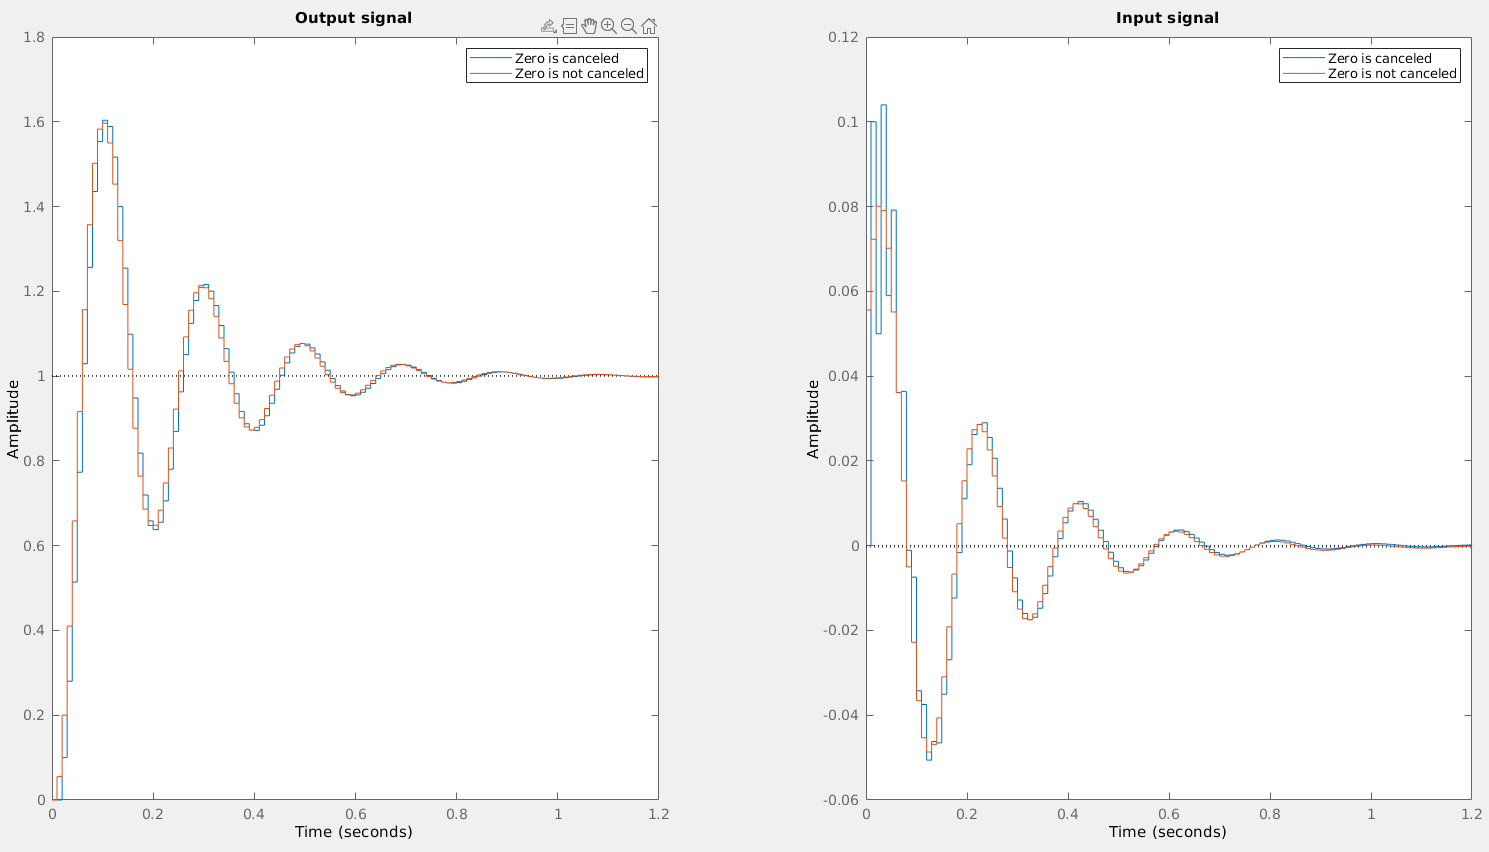 Output signal
1.8
1.6
1.4
1.2
1
0.8
0.6
0.4
0.2
0
Amplitude
Zero is canceled
Zero is not canceled
0 0.2 0.4 0.6 0.8 1 1.2
Time (seconds)
Input signal
0.12
0.1
0.08
0.06
0.04
0.02
0
-0.02
-0.04
-0.06
Amplitude
Zero is canceled
Zero is not canceled
0 0.2 0.4 0.6 0.8 1 1.2
Time (seconds)